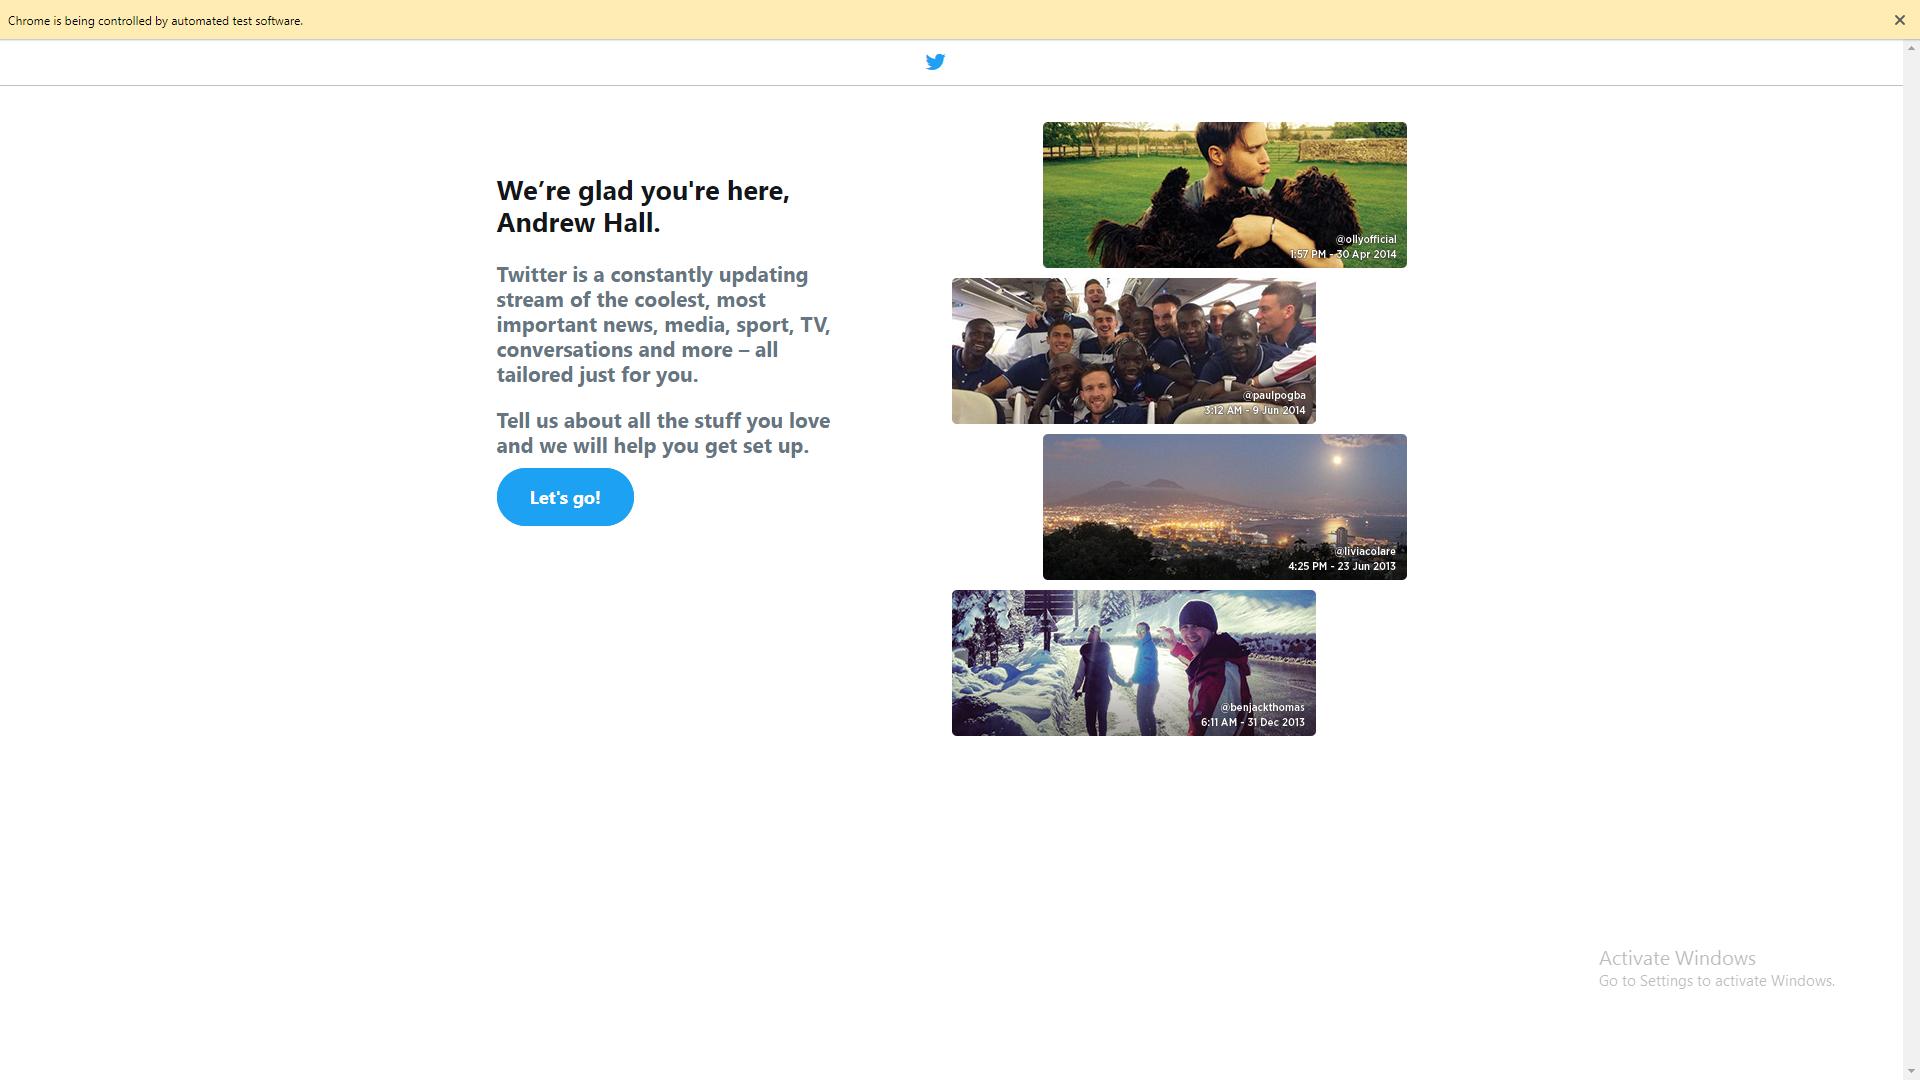 Chrome is being controlled by automated test software.
We’re glad you're here,
Andrew Hall.
Twitter is a constantly updating
stream of the coolest, most
important news, media, sport, TV,
conversations and more – all
tailored just for you.
Tell us about all the stuff you love
and we will help you get set up.
Let's go!
@ollyofficial
1:57 PM - 30 Apr 2014
@paulpogba
3:12 AM - 9 Jun 2014
@liviacolare
4:25 PM - 23 Jun 2013
@benjackthomas
6:11 AM - 31 Dec 2013
Activate Windows
Go to Settings to activate Windows.